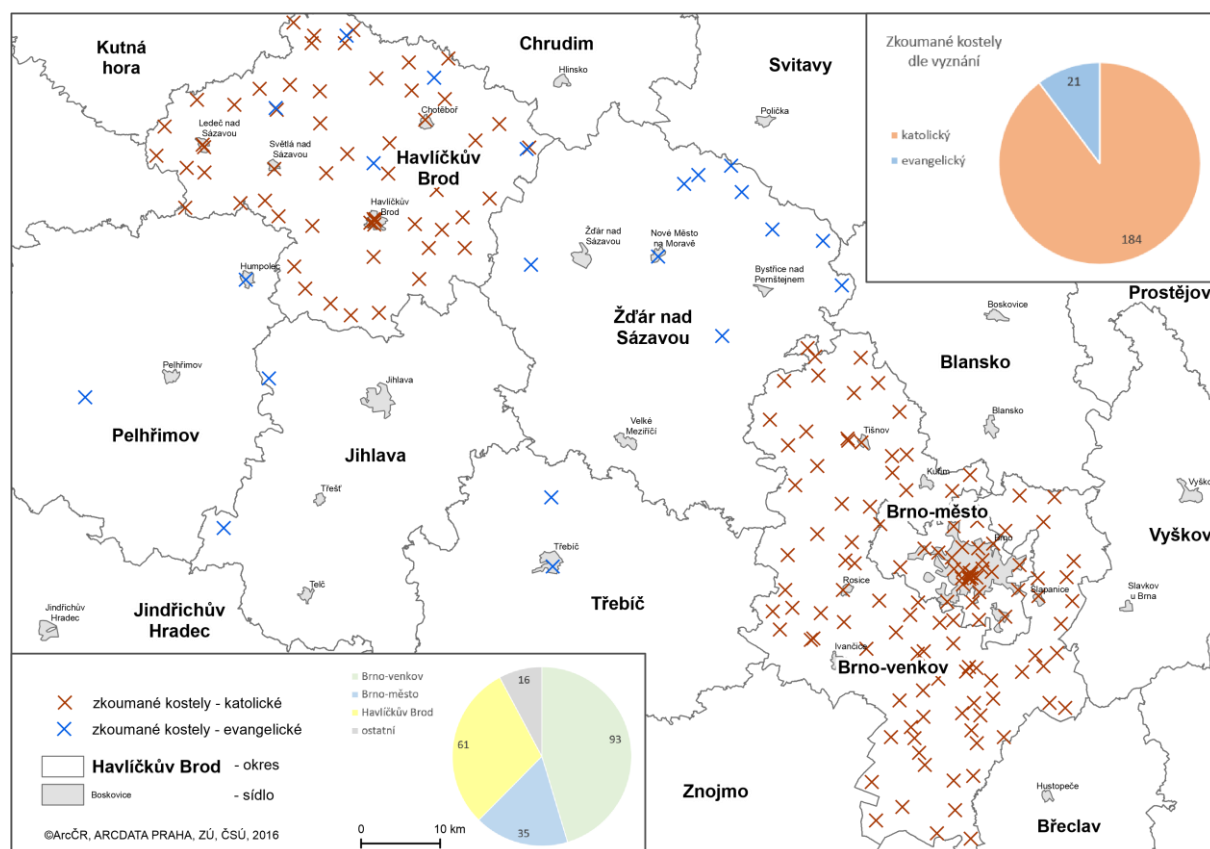 Kutná
hora
Chrudim
Hlinsko
Svitavy
Polička
Zkoumané kostely
dle vyznání
21
katolický
evangelický
184
Ledeč nad
Sázavou
Světlá nad
Sázavou
Chotěboř
Havlíčkův
Brod
Havlíčkův
Brod
Humpolec
Žďár nad
Sázavou
Nové Město
na Moravě
Bystřice nad
Pernštejnem
Žďár nad
Sázavou
Boskovice
Prostějov
Blansko
Blansko
Pelhřimov
Pelhřimov
Jihlava
Jihlava
Velké
Meziříčí
Tišnov
Kuřim
Třešť
Brno-město
Brno
Vyškov
Vyškov
Třebíč
Třebíč
Telč
Rosice
Šlapanice
Slavkov
u Brna
Jindřichův
Hradec
Jindřichův
Hradec
Ivančice
Brno-venkov
Znojmo
Hustopeče
Břeclav
zkoumané kostely - katolické
zkoumané kostely - evangelické
Havlíčkův Brod - okres
Boskovice - sídlo
©ArcČR, ARCDATA PRAHA, ZÚ, ČSÚ, 2016
0 10 km
Brno-venkov
Brno-město
Havlíčkův Brod
ostatní
16
93
61
35